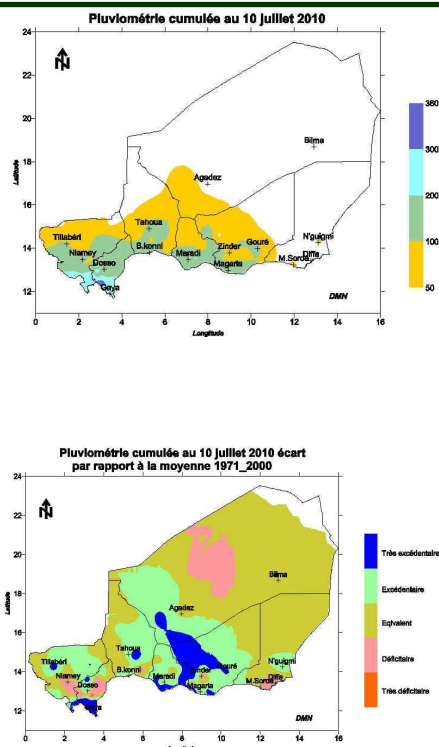 Pluviométrie cumulée au 10 juillet 2010
N
24
22
20
18
16
14
12
Latitude
Bilma
Agadez
Tahoua
Tillabéri
N'guigmi
Niamey
B.konni
Zinder
Gouré
Maradi
Diffa
Dosso
Magaria
M.Soroa
Gaya
DMN
0 2 4 6 8 10 12 14 16
Longitude
360
300
200
100
50
Pluviométrie cumulée au 10 juillet 2010 écart
par rapport à la moyenne 1971_2000
N
24
22
20
18
16
14
12
Latitude
Bilma
Agadez
Tahoua
Tillabéri
N'guigmi
Niamey
B.konni
Zinder
Gouré
Maradi
Diffa
Dosso
Magaria
M.Soroa
Gaya
DMN
0 2 4 6 8 10 12 14 16
Très excédentaire
Excédentaire
Eqivalent
Déficitaire
Très déficitaire